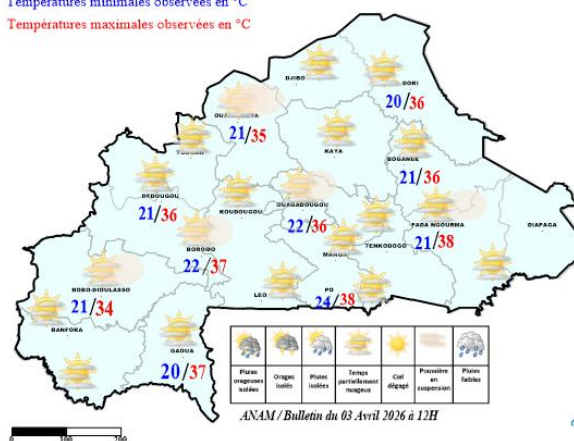 Températures minimales observées en °C
Températures maximales observées en °C
DJIBO
DORI
20/36
OUAHIGOUYA
21/35
TOUGAN
KAYA
BOGANDE
21/36
DEDOUGOU
21/36
KOUDOUGOU
OUAGADOUGOU
22/36
FADA NGOURMA
21/38
DIAPAGA
BOROMO
22/37
MANGA
TENKODOGO
BOBO-DIOULASSO
21/34
LEO
PO
24/38
BANFORA
GAOUA
20/37
Pluies orageuses isolées
Orages isolés
Pluies isolées
Temps partiellement nuageux
Ciel dégagé
Poussière en suspension
Pluies faibles
ANAM / Bulletin du 03 Avril 2026 à 12H